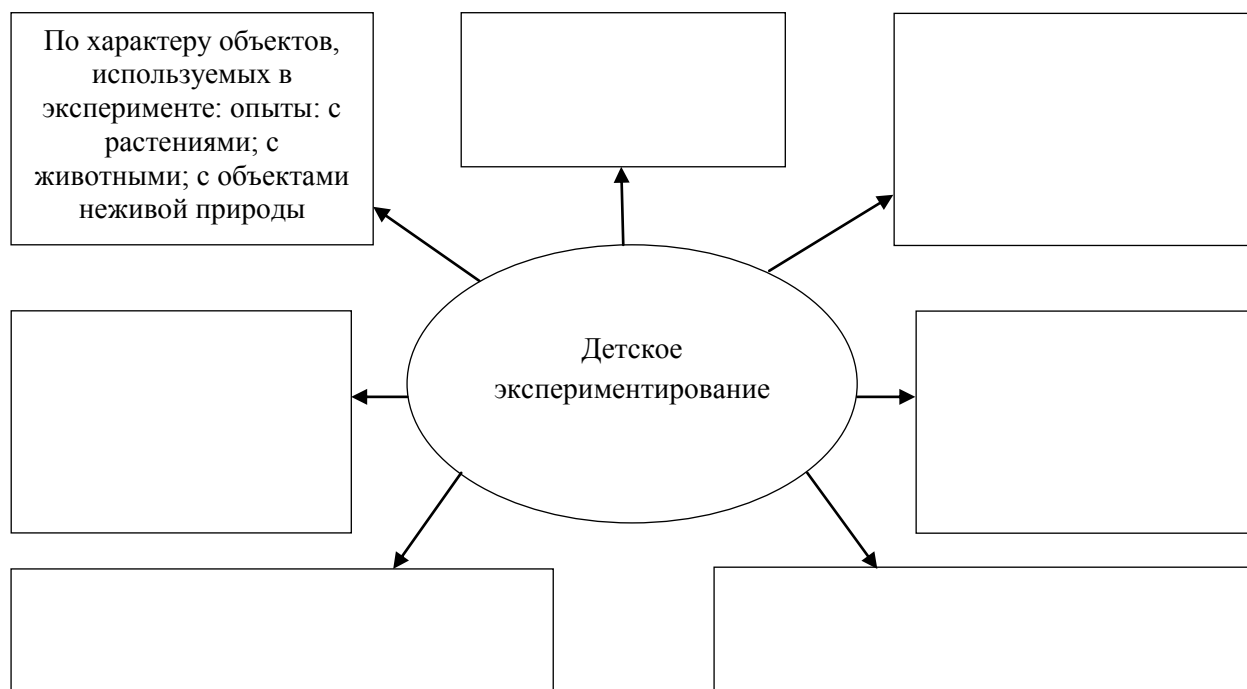 По характеру объектов,
используемых в
эксперименте: опыты: с
растениями; с
животными; с объектами
неживой природы
Детское
экспериментирование